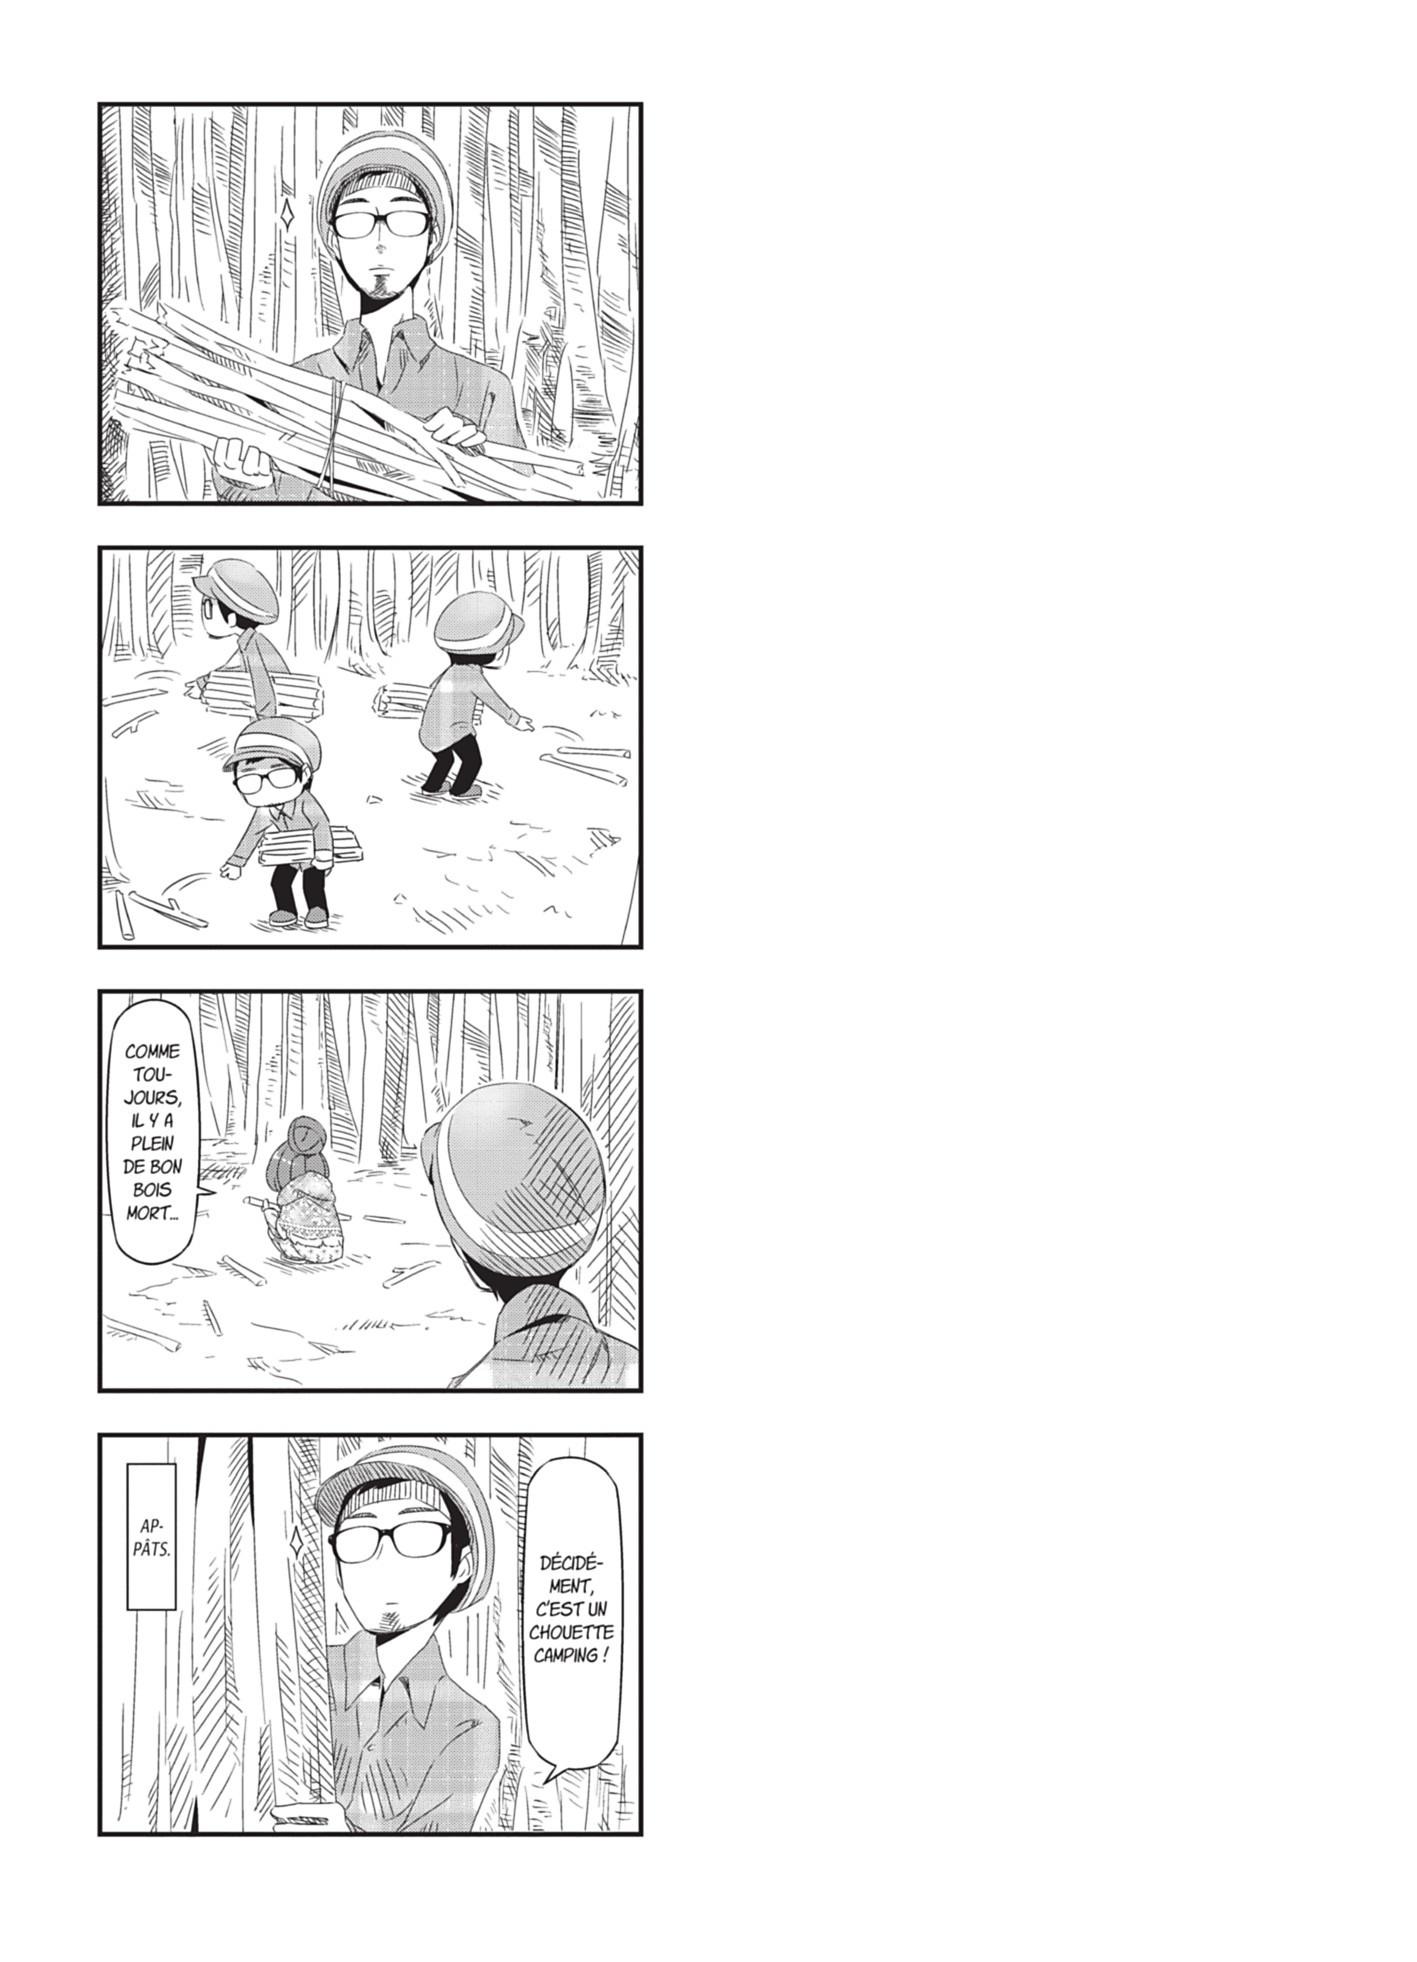 COMME
TOU-
JOURS,
IL Y A
PLEIN
DE BON
BOIS
MORT...
DÉCIDÉ-
MENT,
C'EST UN
CHOUETTE
CAMPING !
AP-
PÂTS.